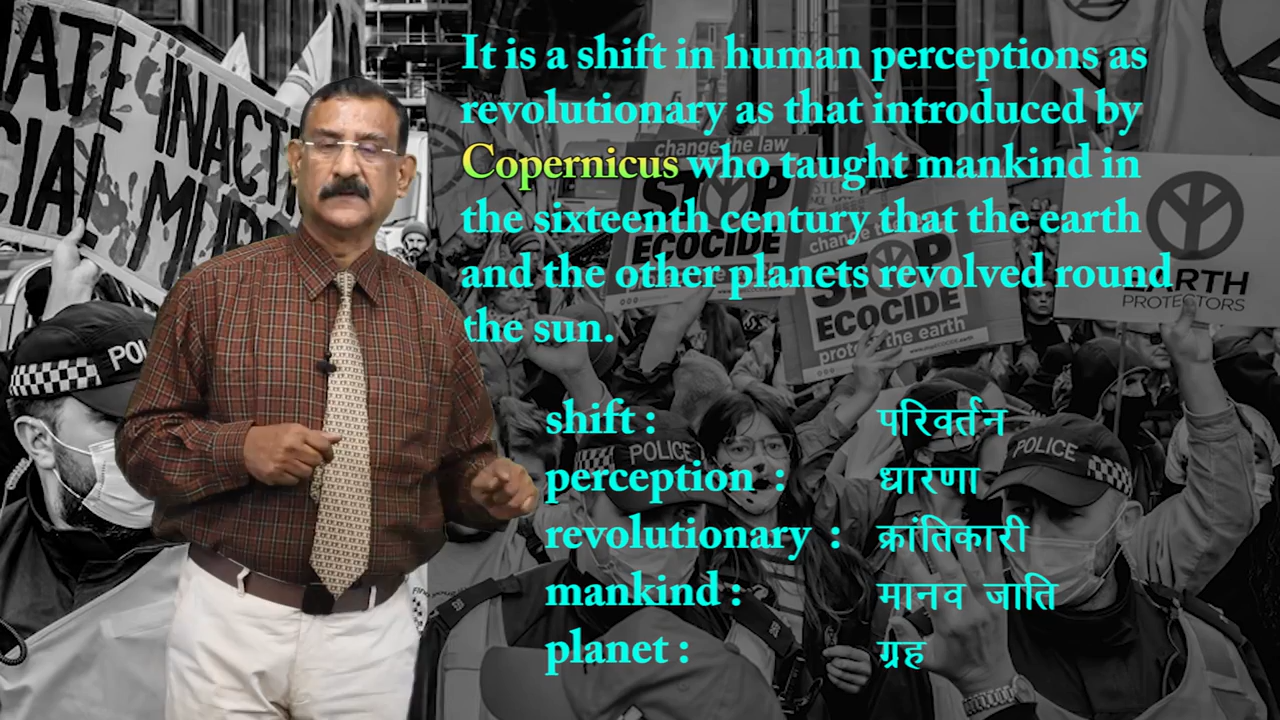 It is a shift in human perceptions as
revolutionary as that introduced by
Copernicus who taught mankind in
the sixteenth century that the earth
and the other planets revolved round
the sun.
shift : परिवर्तन
perception : धारणा
revolutionary : क्रांतिकारी
mankind : मानव जाति
planet : ग्रह
INACT
change the law
STOP
ECOCIDE
STOP
ECOCIDE
the earth
EARTH
PROTECTORS
POLICE
POLICE